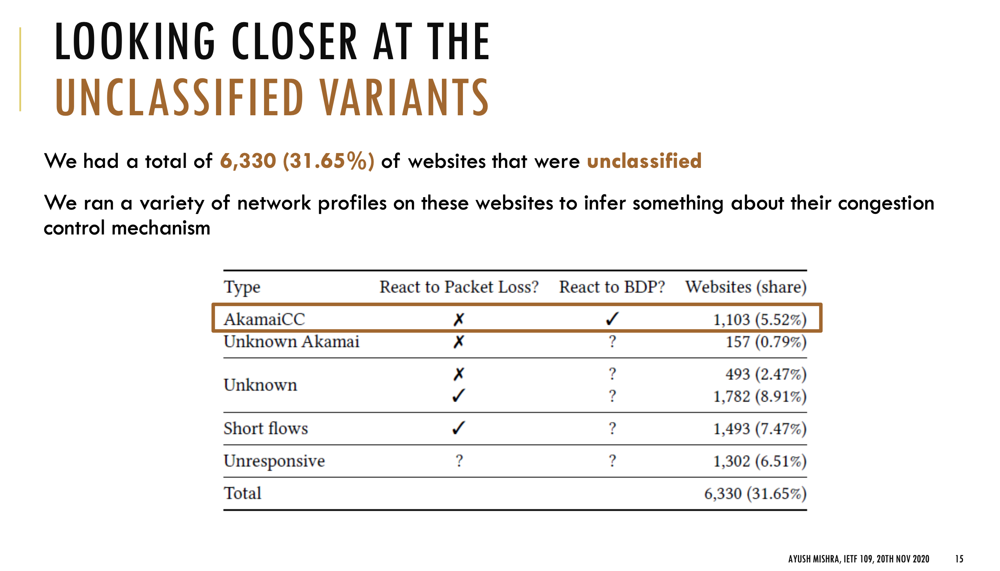 LOOKING CLOSER AT THE
UNCLASSIFIED VARIANTS
We had a total of 6,330 (31.65%) of websites that were unclassified
We ran a variety of network profiles on these websites to infer something about their congestion
control mechanism
Type React to Packet Loss? React to BDP? Websites (share)
AkamaiCC ✗ ✓ 1,103 (5.52%)
Unknown Akamai ✗ ? 157 (0.79%)
Unknown
✗ ? 493 (2.47%)
✓ ? 1,782 (8.91%)
Short flows ✓ ? 1,493 (7.47%)
Unresponsive ? ? 1,302 (6.51%)
Total 6,330 (31.65%)
AYUSH MISHRA, IETF 109, 20TH NOV 2020 15